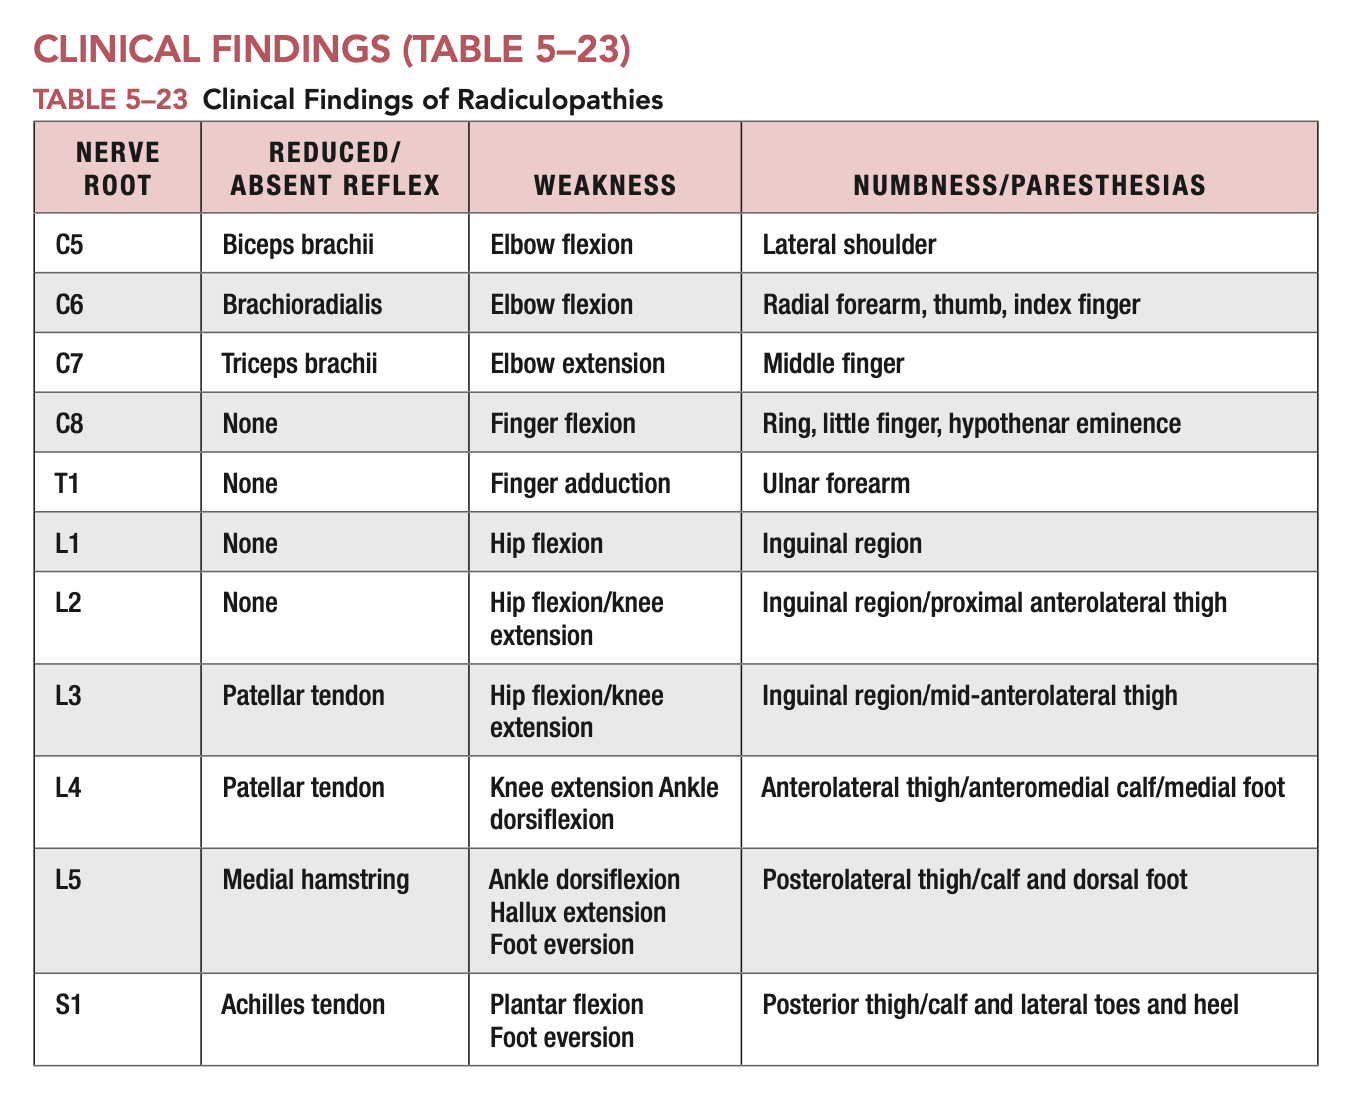 CLINICAL FINDINGS (TABLE 5–23)
TABLE 5–23 Clinical Findings of Radiculopathies
NERVE ROOT REDUCED/ ABSENT REFLEX WEAKNESS NUMBNESS/PARESTHESIAS
C5 Biceps brachii Elbow flexion Lateral shoulder
C6 Brachioradialis Elbow flexion Radial forearm, thumb, index finger
C7 Triceps brachii Elbow extension Middle finger
C8 None Finger flexion Ring, little finger, hypothenar eminence
T1 None Finger adduction Ulnar forearm
L1 None Hip flexion Inguinal region
L2 None Hip flexion/knee extension Inguinal region/proximal anterolateral thigh
L3 Patellar tendon Hip flexion/knee extension Inguinal region/mid-anterolateral thigh
L4 Patellar tendon Knee extension Ankle dorsiflexion Anterolateral thigh/anteromedial calf/medial foot
L5 Medial hamstring Ankle dorsiflexion Hallux extension Foot eversion Posterolateral thigh/calf and dorsal foot
S1 Achilles tendon Plantar flexion Foot eversion Posterior thigh/calf and lateral toes and heel